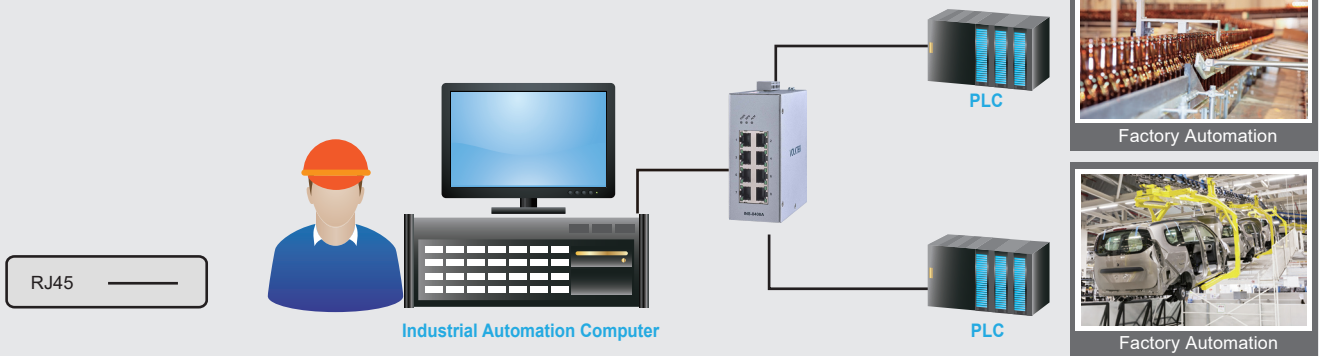 PLC
Factory Automation
RJ45
Industrial Automation Computer
PLC
Factory Automation